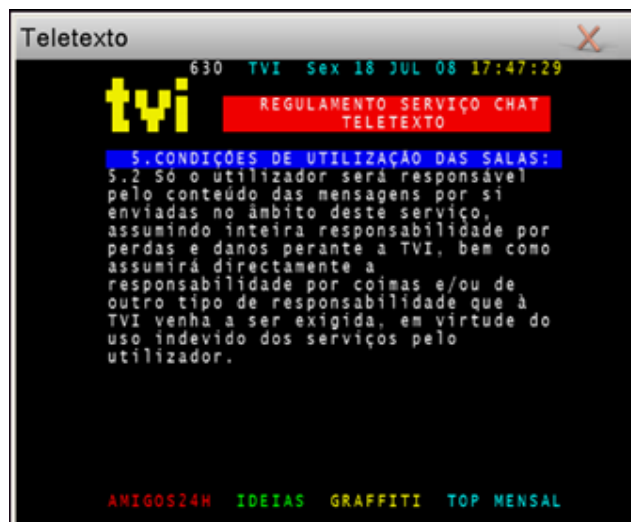 Teletexto
630 TVI Sex 18 JUL 08 17:47:29
tvi
REGULAMENTO SERVIÇO CHAT
TELETEXTO
5.CONDIÇÕES DE UTILIZAÇÃO DAS SALAS:
5.2 Só o utilizador será responsável
pelo conteúdo das mensagens por si
enviadas no âmbito deste serviço,
assumindo inteira responsabilidade por
perdas e danos perante a TVI, bem como
assumirá directamente a
responsabilidade por coimas e/ou de
outro tipo de responsabilidade que à
TVI venha a ser exigida, em virtude do
uso indevido dos serviços pelo
utilizador.
AMIGOS24H IDEIAS GRAFFITI TOP MENSAL